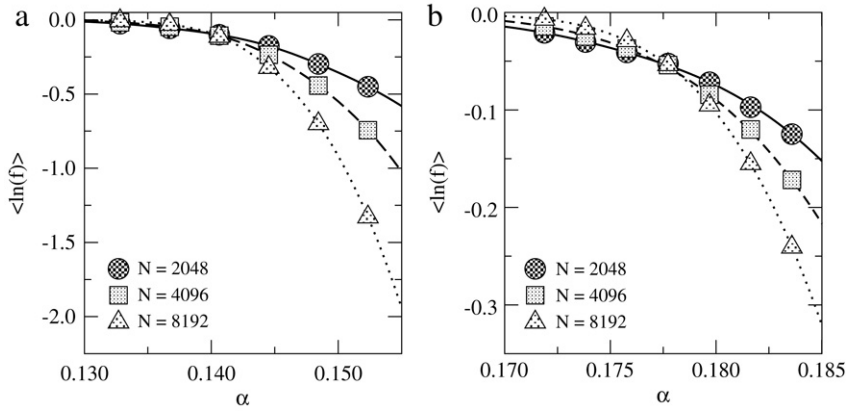 a
0.0
-0.5
-1.0
-1.5
-2.0
<ln(f)>
N = 2048
N = 4096
N = 8192
0.130
0.140
0.150
α
b
0.0
-0.1
-0.2
-0.3
<ln(f)>
N = 2048
N = 4096
N = 8192
0.170
0.175
0.180
0.185
α